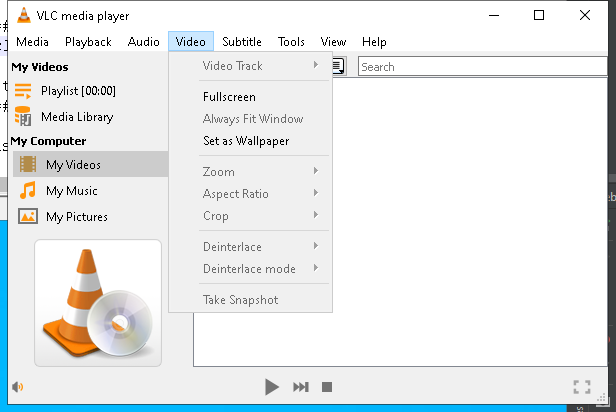 VLC media player
Media Playback Audio Video Subtitle Tools View Help
My Videos
Playlist [00:00]
Media Library
My Computer
My Videos
My Music
My Pictures
Video Track
Fullscreen
Always Fit Window
Set as Wallpaper
Zoom
Aspect Ratio
Crop
Deinterlace
Deinterlace mode
Take Snapshot
Search